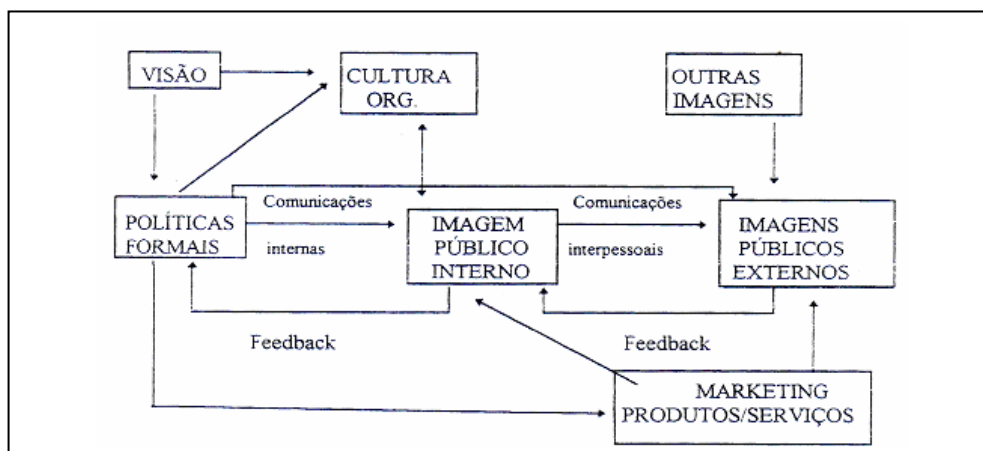 VISÃO
CULTURA
ORG.
OUTRAS
IMAGENS
POLÍTICAS
FORMAIS
Comunicações
internas
IMAGEM
PÚBLICO
INTERNO
Comunicações
interpessoais
IMAGENS
PÚBLICOS
EXTERNOS
Feedback
Feedback
MARKETING
PRODUTOS/SERVIÇOS